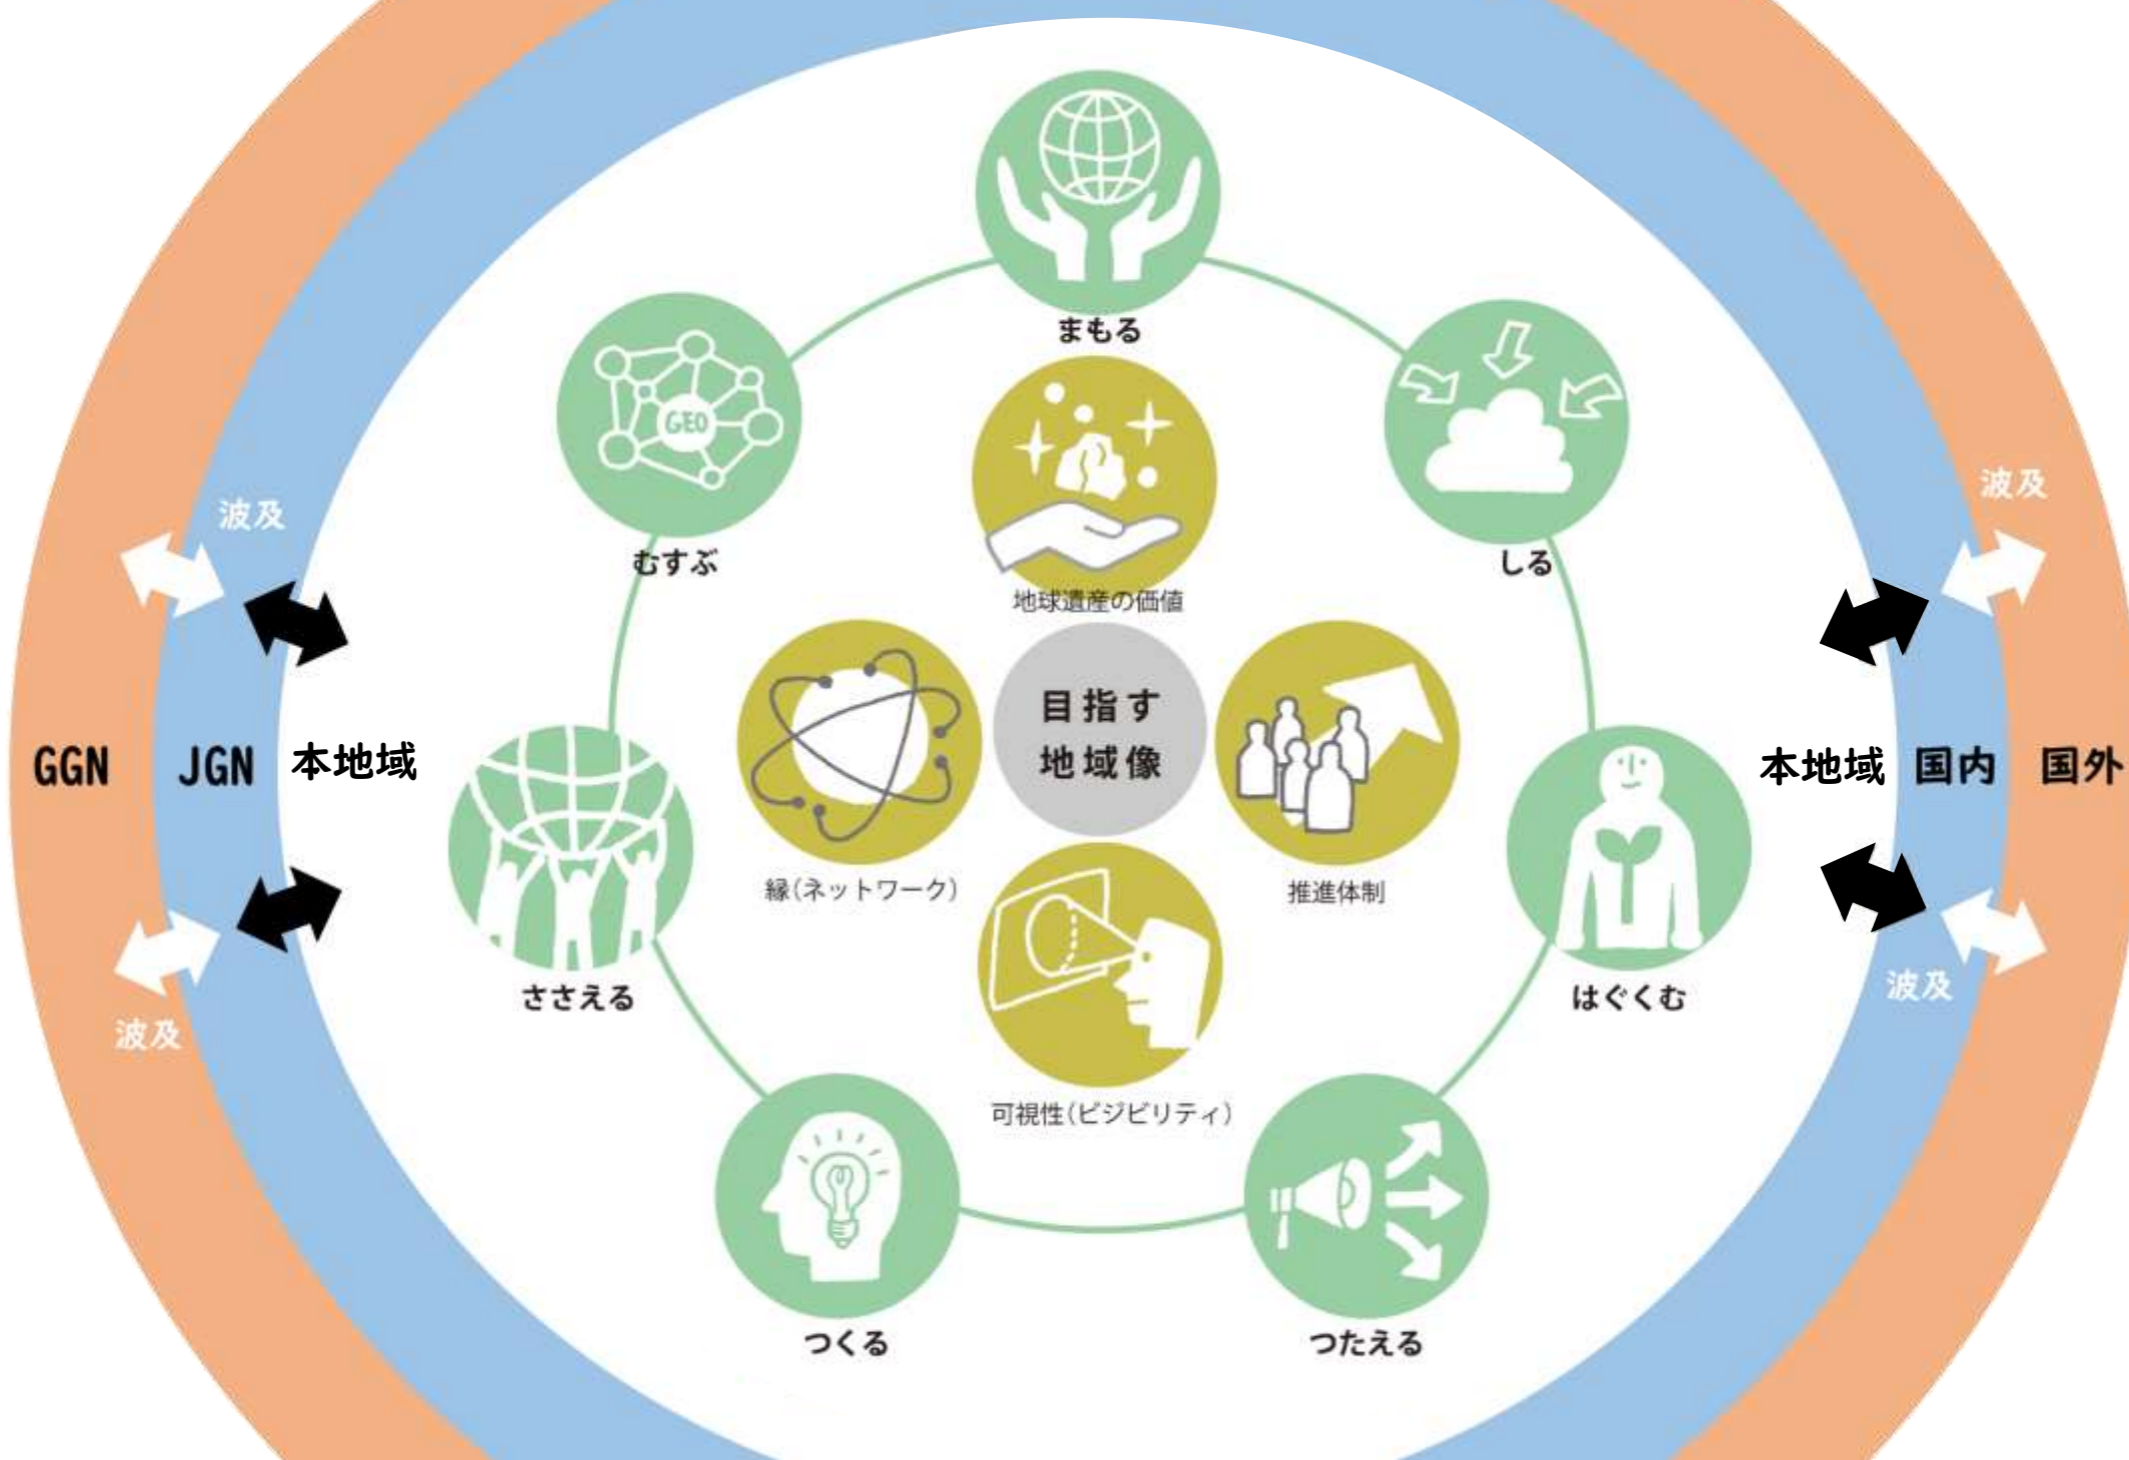 まもる
GEO
むすぶ
しる
波及
波及
地球遺産の価値
目指す
地域像
GGN
JGN
本地域
本地域
国内
国外
縁(ネットワーク)
推進体制
ささえる
はぐくむ
波及
波及
可視性(ビジビリティ)
つくる
つたえる